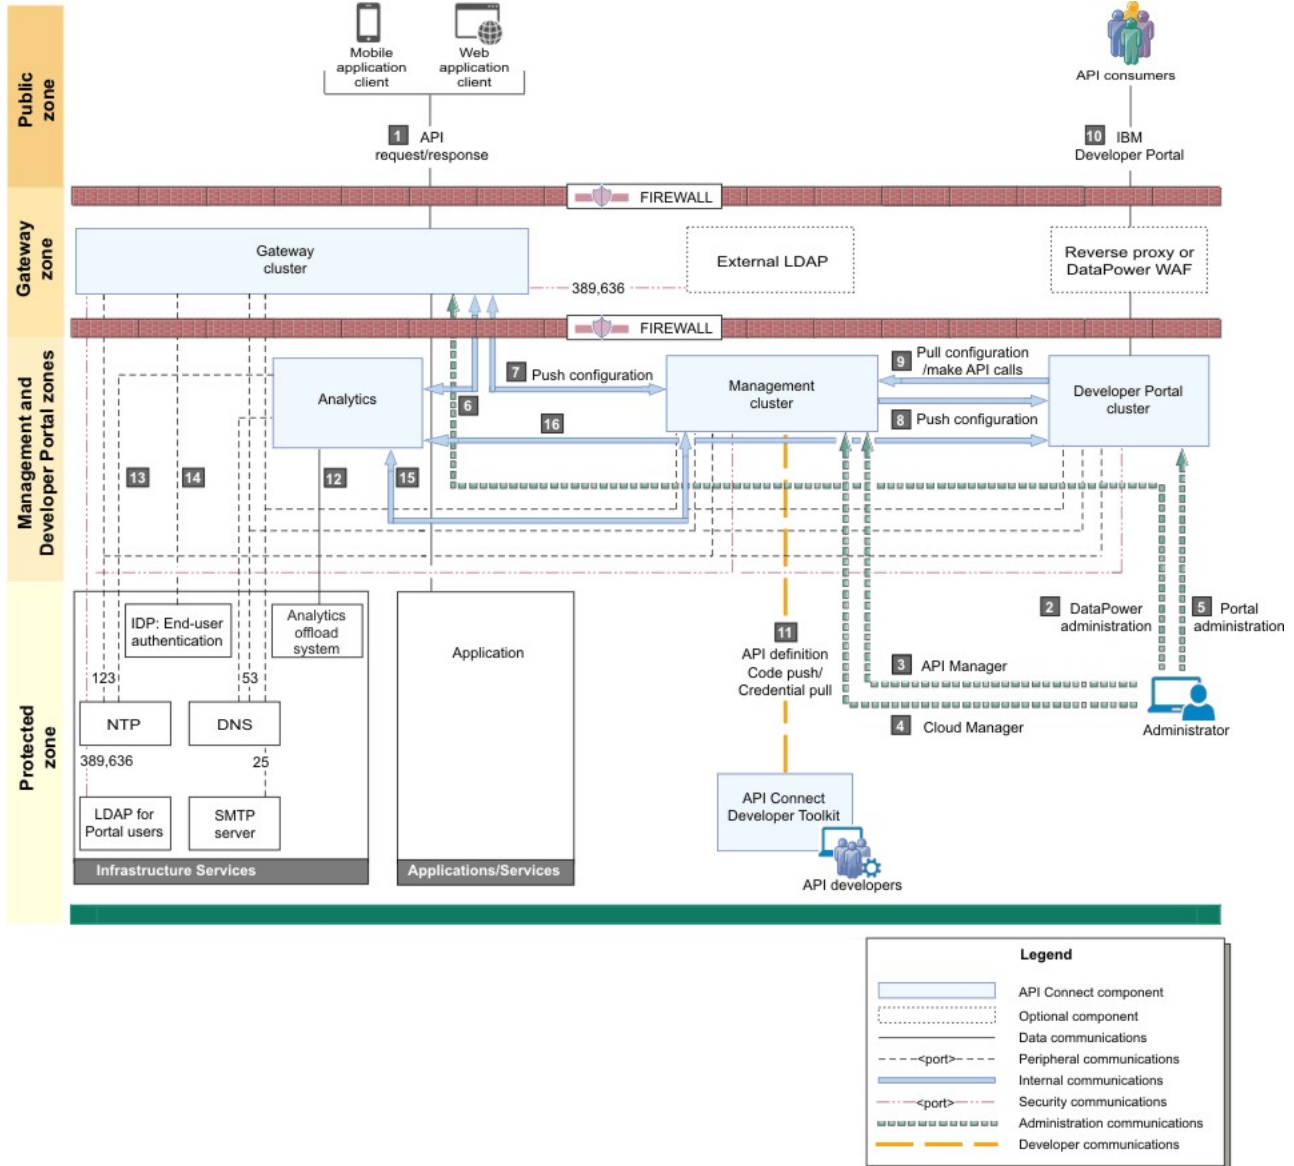 Public
zone
Mobile
application
client
Web
application
client
API consumers
1 API
request/response
10 IBM
Developer Portal
FIREWALL
Gateway
zone
Gateway
cluster
389,636
External LDAP
Reverse proxy or
DataPower WAF
FIREWALL
Management and
Developer Portal zones
Analytics
6
7 Push configuration
Management
cluster
9 Pull configuration
/make API calls
8 Push configuration
Developer Portal
cluster
16
13
14
12
15
Protected
zone
IDP: End-user
authentication
Analytics
offload
system
123
53
NTP
DNS
389,636
25
LDAP for
Portal users
SMTP
server
Infrastructure Services
Application
Applications/Services
11
API definition
Code push/
Credential pull
2 DataPower
administration
5 Portal
administration
3 API Manager
4 Cloud Manager
Administrator
API Connect
Developer Toolkit
API developers
Legend
API Connect component
Optional component
Data communications
<port> Peripheral communications
Internal communications
<port> Security communications
Administration communications
Developer communications